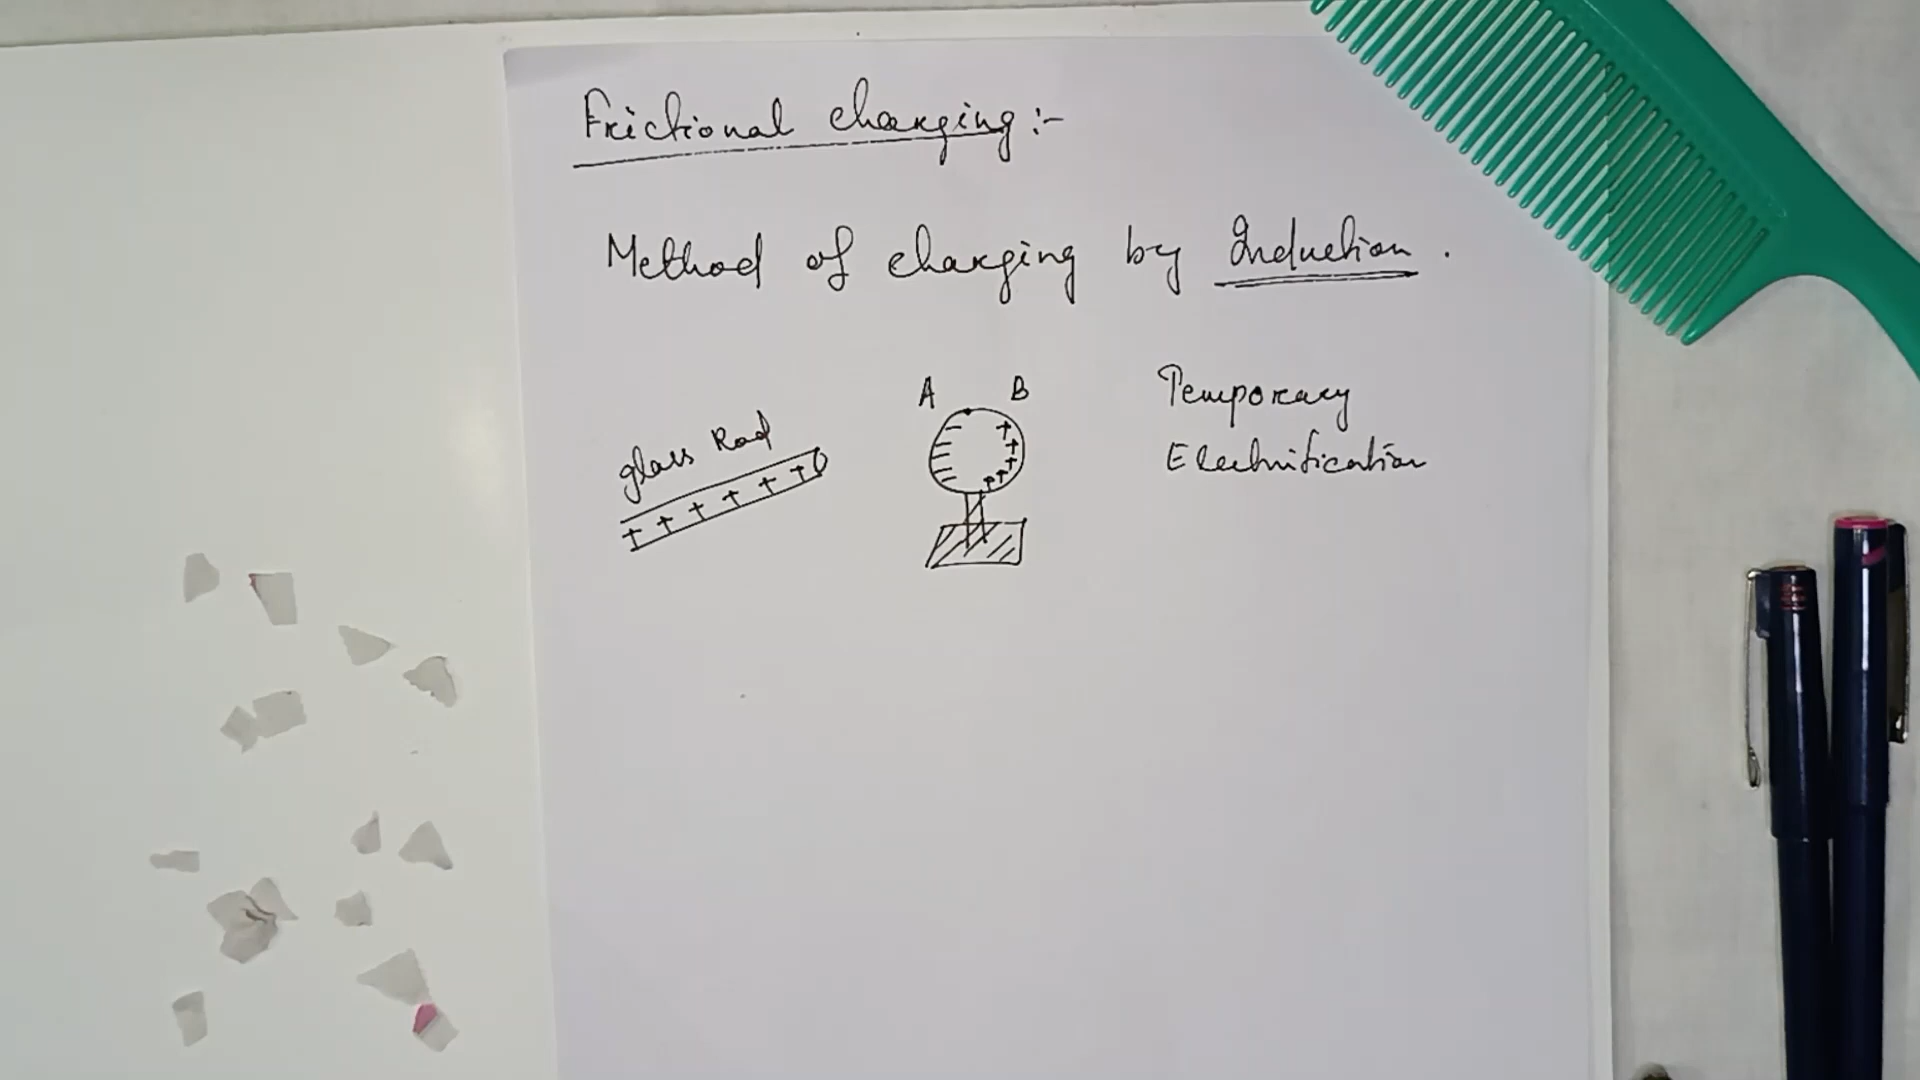 Frictional charging :-
Method of charging by Induction .
A B
glass Rod
+ + + + + +
Temporary
Electrification